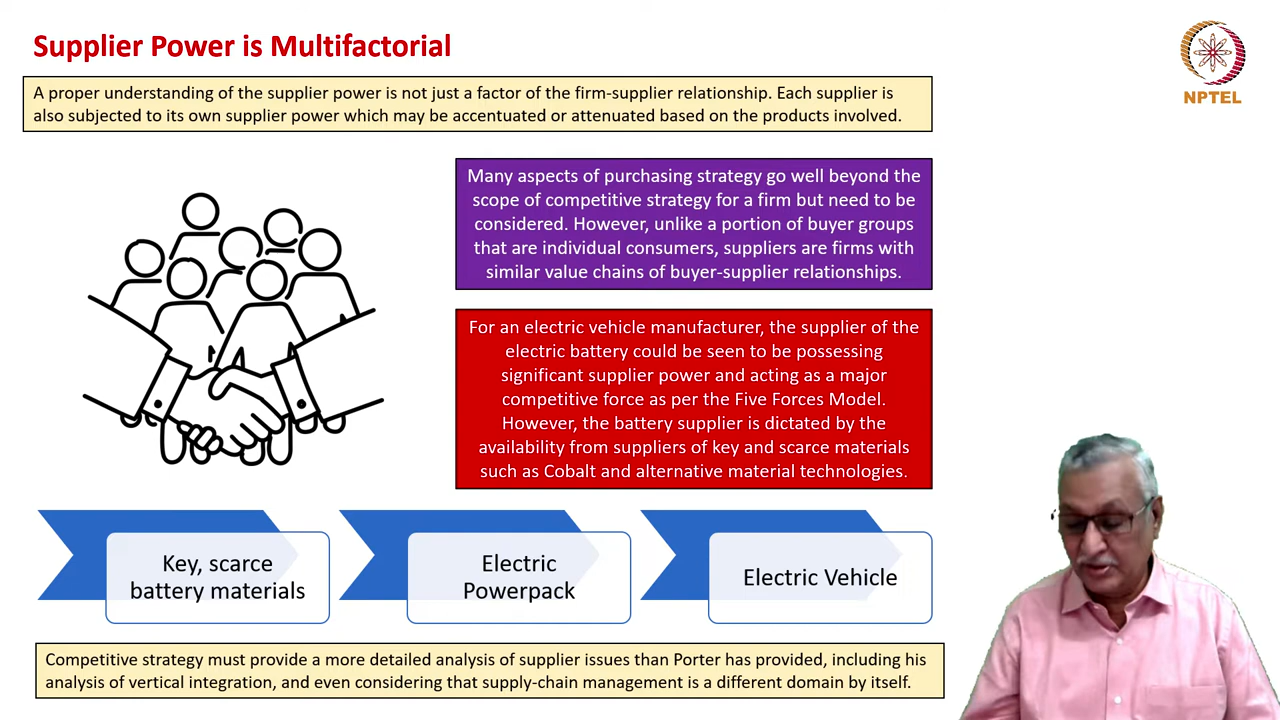 Supplier Power is Multifactorial
NPTEL
A proper understanding of the supplier power is not just a factor of the firm-supplier relationship. Each supplier is
also subjected to its own supplier power which may be accentuated or attenuated based on the products involved.
Many aspects of purchasing strategy go well beyond the
scope of competitive strategy for a firm but need to be
considered. However, unlike a portion of buyer groups
that are individual consumers, suppliers are firms with
similar value chains of buyer-supplier relationships.
For an electric vehicle manufacturer, the supplier of the
electric battery could be seen to be possessing
significant supplier power and acting as a major
competitive force as per the Five Forces Model.
However, the battery supplier is dictated by the
availability from suppliers of key and scarce materials
such as Cobalt and alternative material technologies.
Key, scarce
battery materials
Electric
Powerpack
Electric Vehicle
Competitive strategy must provide a more detailed analysis of supplier issues than Porter has provided, including his
analysis of vertical integration, and even considering that supply-chain management is a different domain by itself.